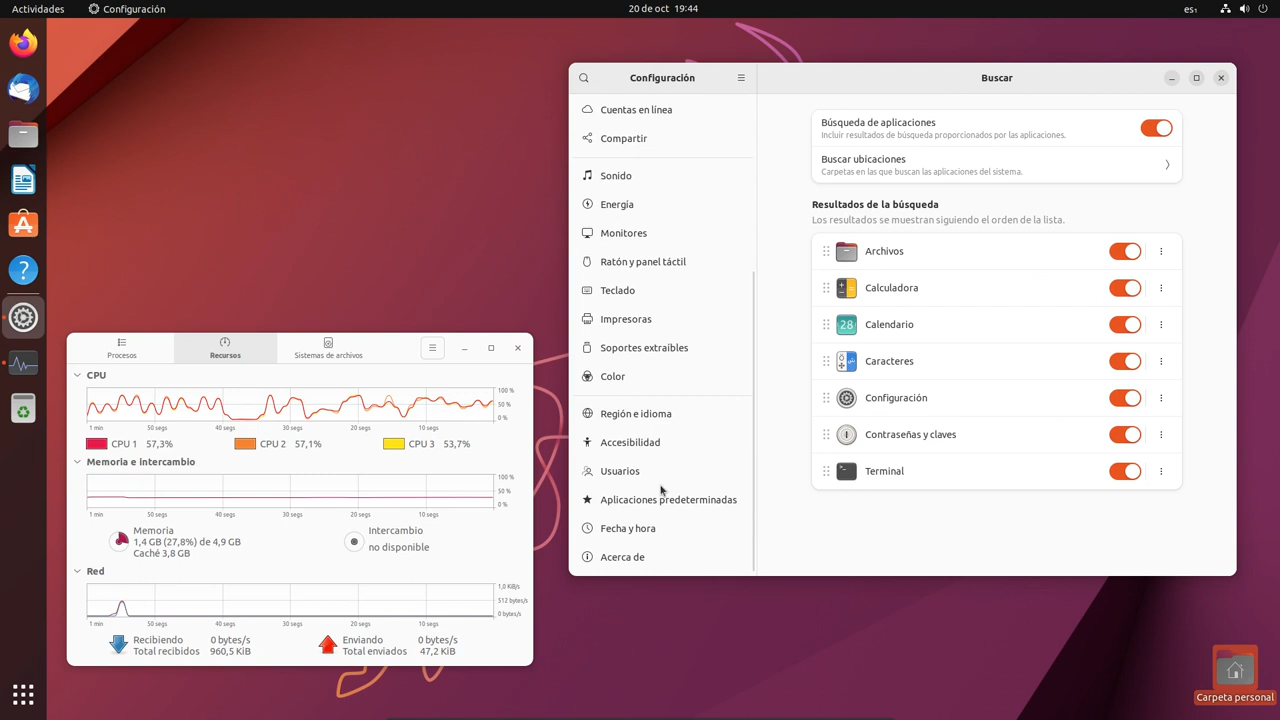 Actividades
Configuración
20 de oct  19:44
es₁
Configuración
Buscar
Cuentas en línea
Compartir
Sonido
Energía
Monitores
Ratón y panel táctil
Teclado
Impresoras
Soportes extraíbles
Color
Región e idioma
Accesibilidad
Usuarios
Aplicaciones predeterminadas
Fecha y hora
Acerca de
Búsqueda de aplicaciones
Incluir resultados de búsqueda proporcionados por las aplicaciones.
Buscar ubicaciones
Carpetas en las que buscan las aplicaciones del sistema.
Resultados de la búsqueda
Los resultados se muestran siguiendo el orden de la lista.
Archivos
Calculadora
28 Calendario
Caracteres
Configuración
Contraseñas y claves
Terminal
Procesos
Recursos
Sistemas de archivos
CPU
100 %
50 %
0 %
1 min 50 segs 40 segs 30 segs 20 segs 10 segs
CPU 1 57,3% CPU 2 57,1% CPU 3 53,7%
Memoria e intercambio
100 %
50 %
0 %
1 min 50 segs 40 segs 30 segs 20 segs 10 segs
Memoria
1,4 GB (27,8%) de 4,9 GB
Caché 3,8 GB
Intercambio
no disponible
Red
1,0 KiB/s
512 bytes/s
0 bytes/s
1 min 50 segs 40 segs 30 segs 20 segs 10 segs
Recibiendo 0 bytes/s
Total recibidos 960,5 KiB
Enviando 0 bytes/s
Total enviados 47,2 KiB
Carpeta personal